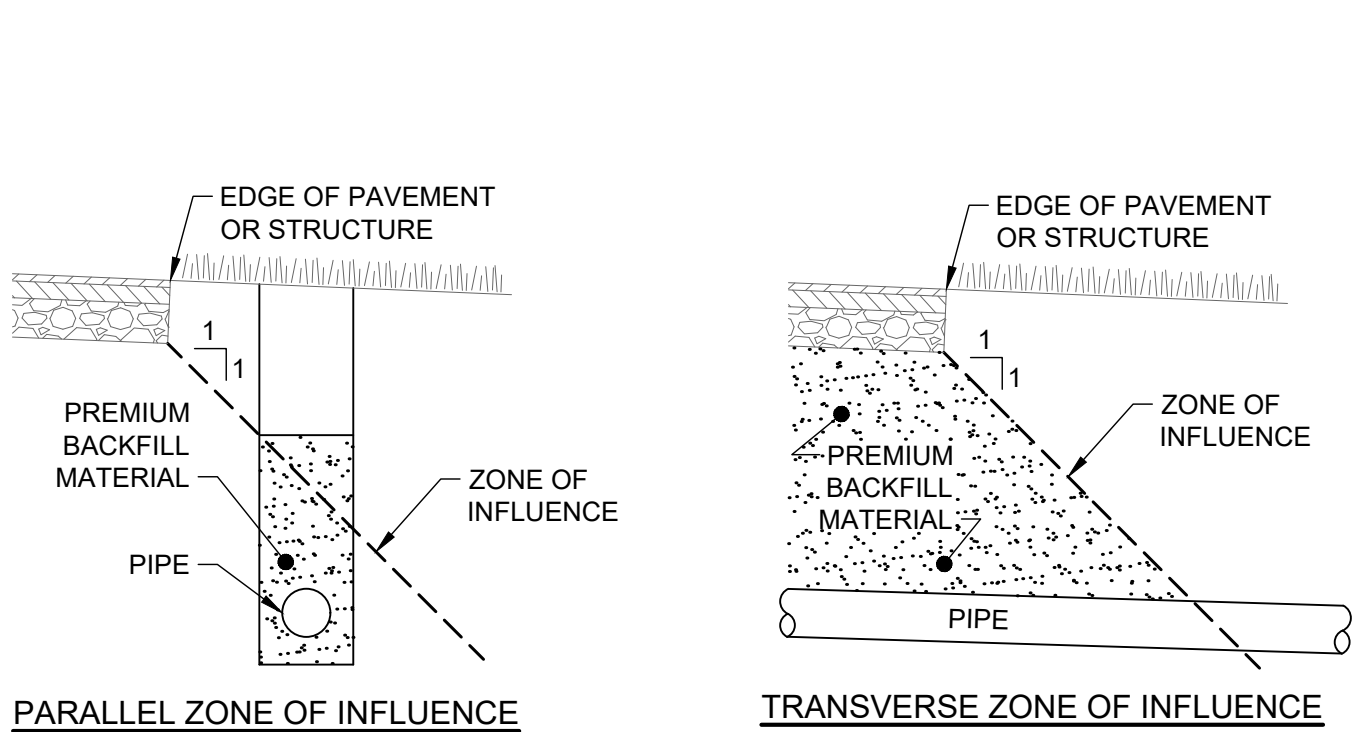 EDGE OF PAVEMENT
OR STRUCTURE
1
1
PREMIUM
BACKFILL
MATERIAL
ZONE OF
INFLUENCE
PIPE
PARALLEL ZONE OF INFLUENCE
EDGE OF PAVEMENT
OR STRUCTURE
1
1
ZONE OF
INFLUENCE
PREMIUM
BACKFILL
MATERIAL
PIPE
TRANSVERSE ZONE OF INFLUENCE